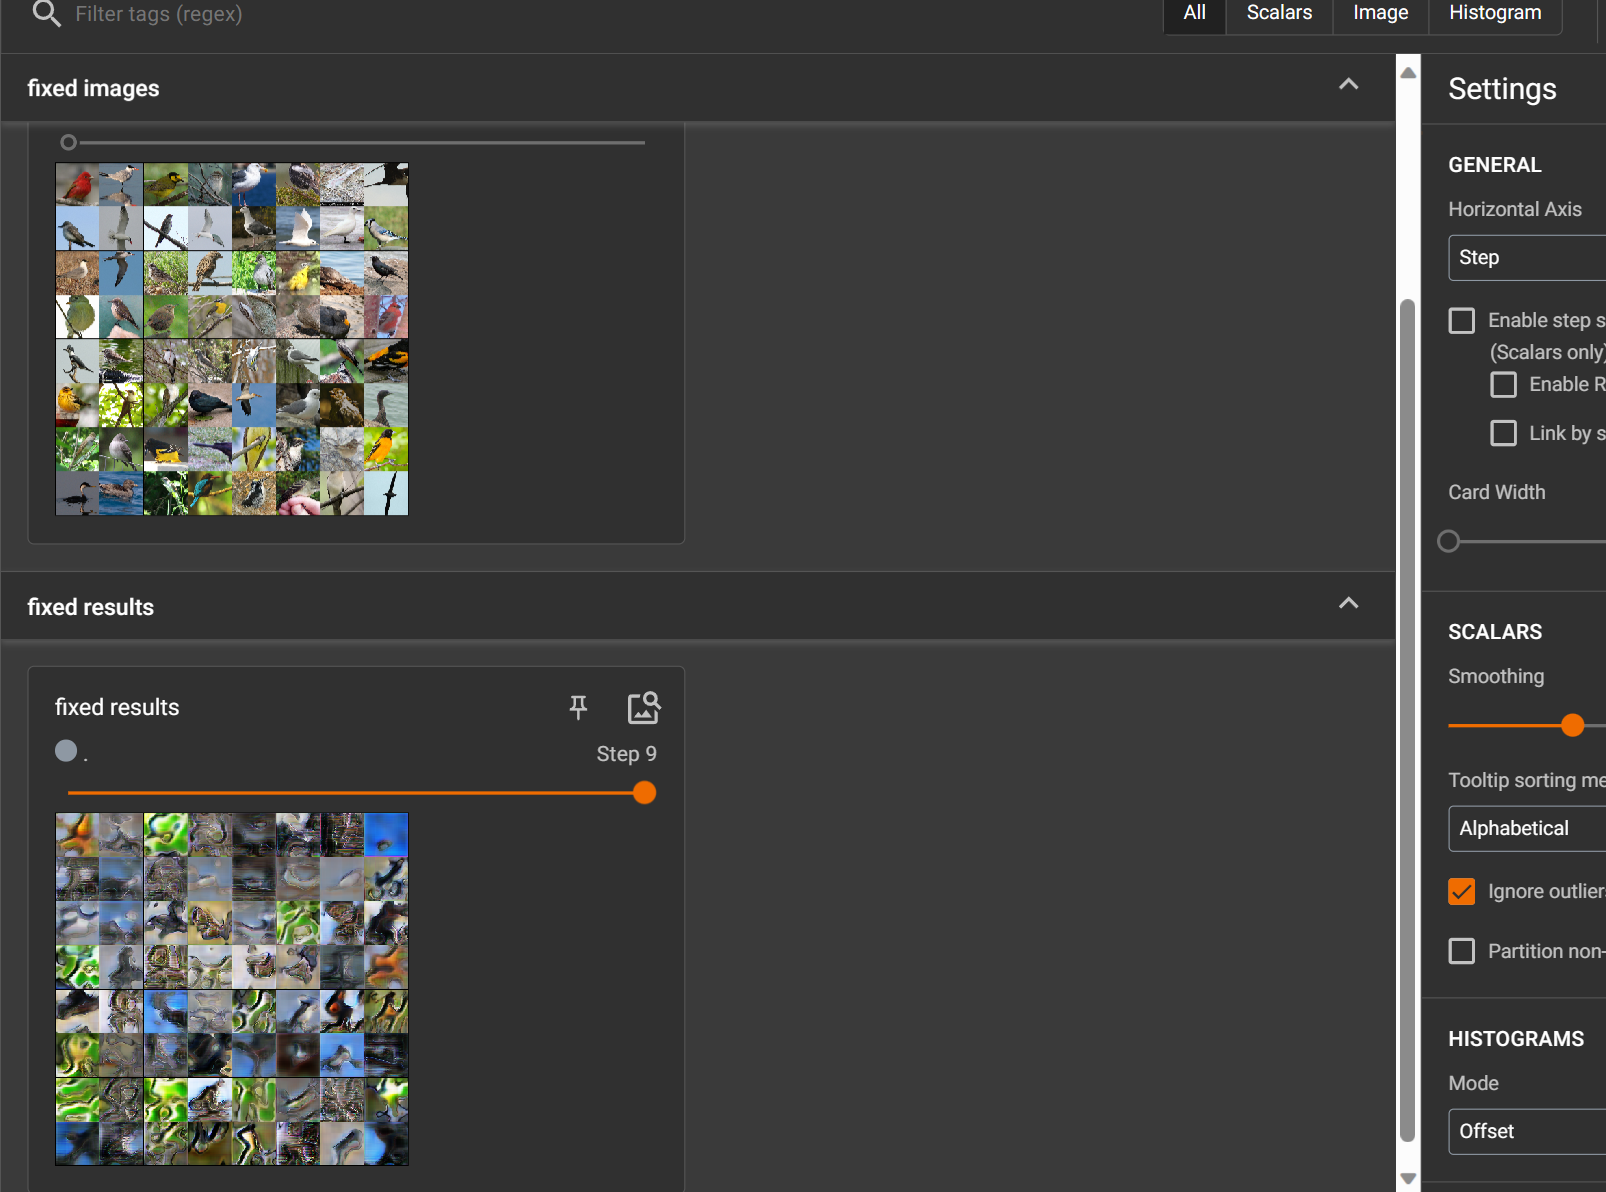 Filter tags (regex)
All
Scalars
Image
Histogram
fixed images
fixed results
fixed results
.
Step 9
Settings
GENERAL
Horizontal Axis
Step
Enable step s
(Scalars only)
Enable R
Link by s
Card Width
SCALARS
Smoothing
Tooltip sorting me
Alphabetical
Ignore outliers
Partition non-
HISTOGRAMS
Mode
Offset